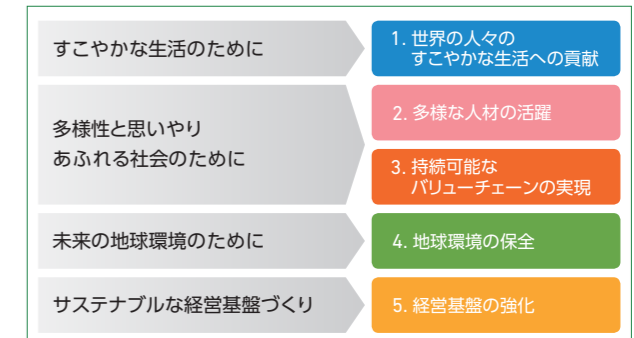 すこやかな生活のために
1. 世界の人々の
すこやかな生活への貢献
多様性と思いやり
あふれる社会のために
2. 多様な人材の活躍
3. 持続可能な
バリューチェーンの実現
未来の地球環境のために
4. 地球環境の保全
サステナブルな経営基盤づくり
5. 経営基盤の強化